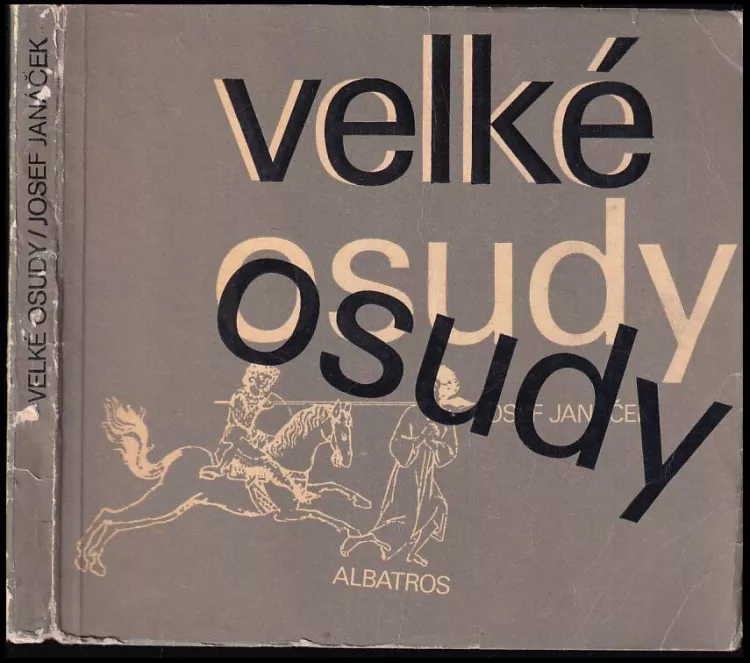 VELKÉ OSUDY/JOSEF JANÁČEK
velké
osudy
osudy
JOSEF JANÁČEK
ALBATROS